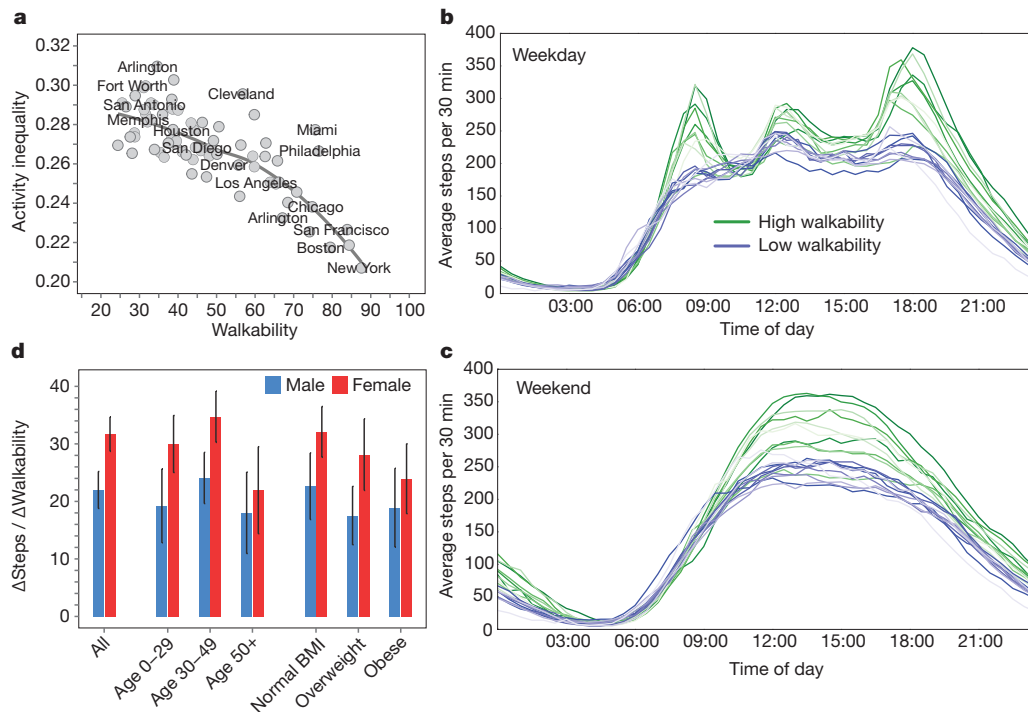 a
0.32
0.30
0.28
0.26
0.24
0.22
0.20
Activity inequality
Arlington
Fort Worth
Cleveland
San Antonio
Memphis
Houston
Miami
San Diego
Philadelphia
Denver
Los Angeles
Chicago
Arlington
San Francisco
Boston
New York
20 30 40 50 60 70 80 90 100
Walkability
b
Weekday
400
350
300
250
200
150
100
50
0
Average steps per 30 min
High walkability
Low walkability
03:00 06:00 09:00 12:00 15:00 18:00 21:00
Time of day
d
Male Female
40
30
20
10
0
ΔSteps / ΔWalkability
All
Age 0–29
Age 30–49
Age 50+
Normal BMI
Overweight
Obese
c
Weekend
400
350
300
250
200
150
100
50
0
Average steps per 30 min
03:00 06:00 09:00 12:00 15:00 18:00 21:00
Time of day